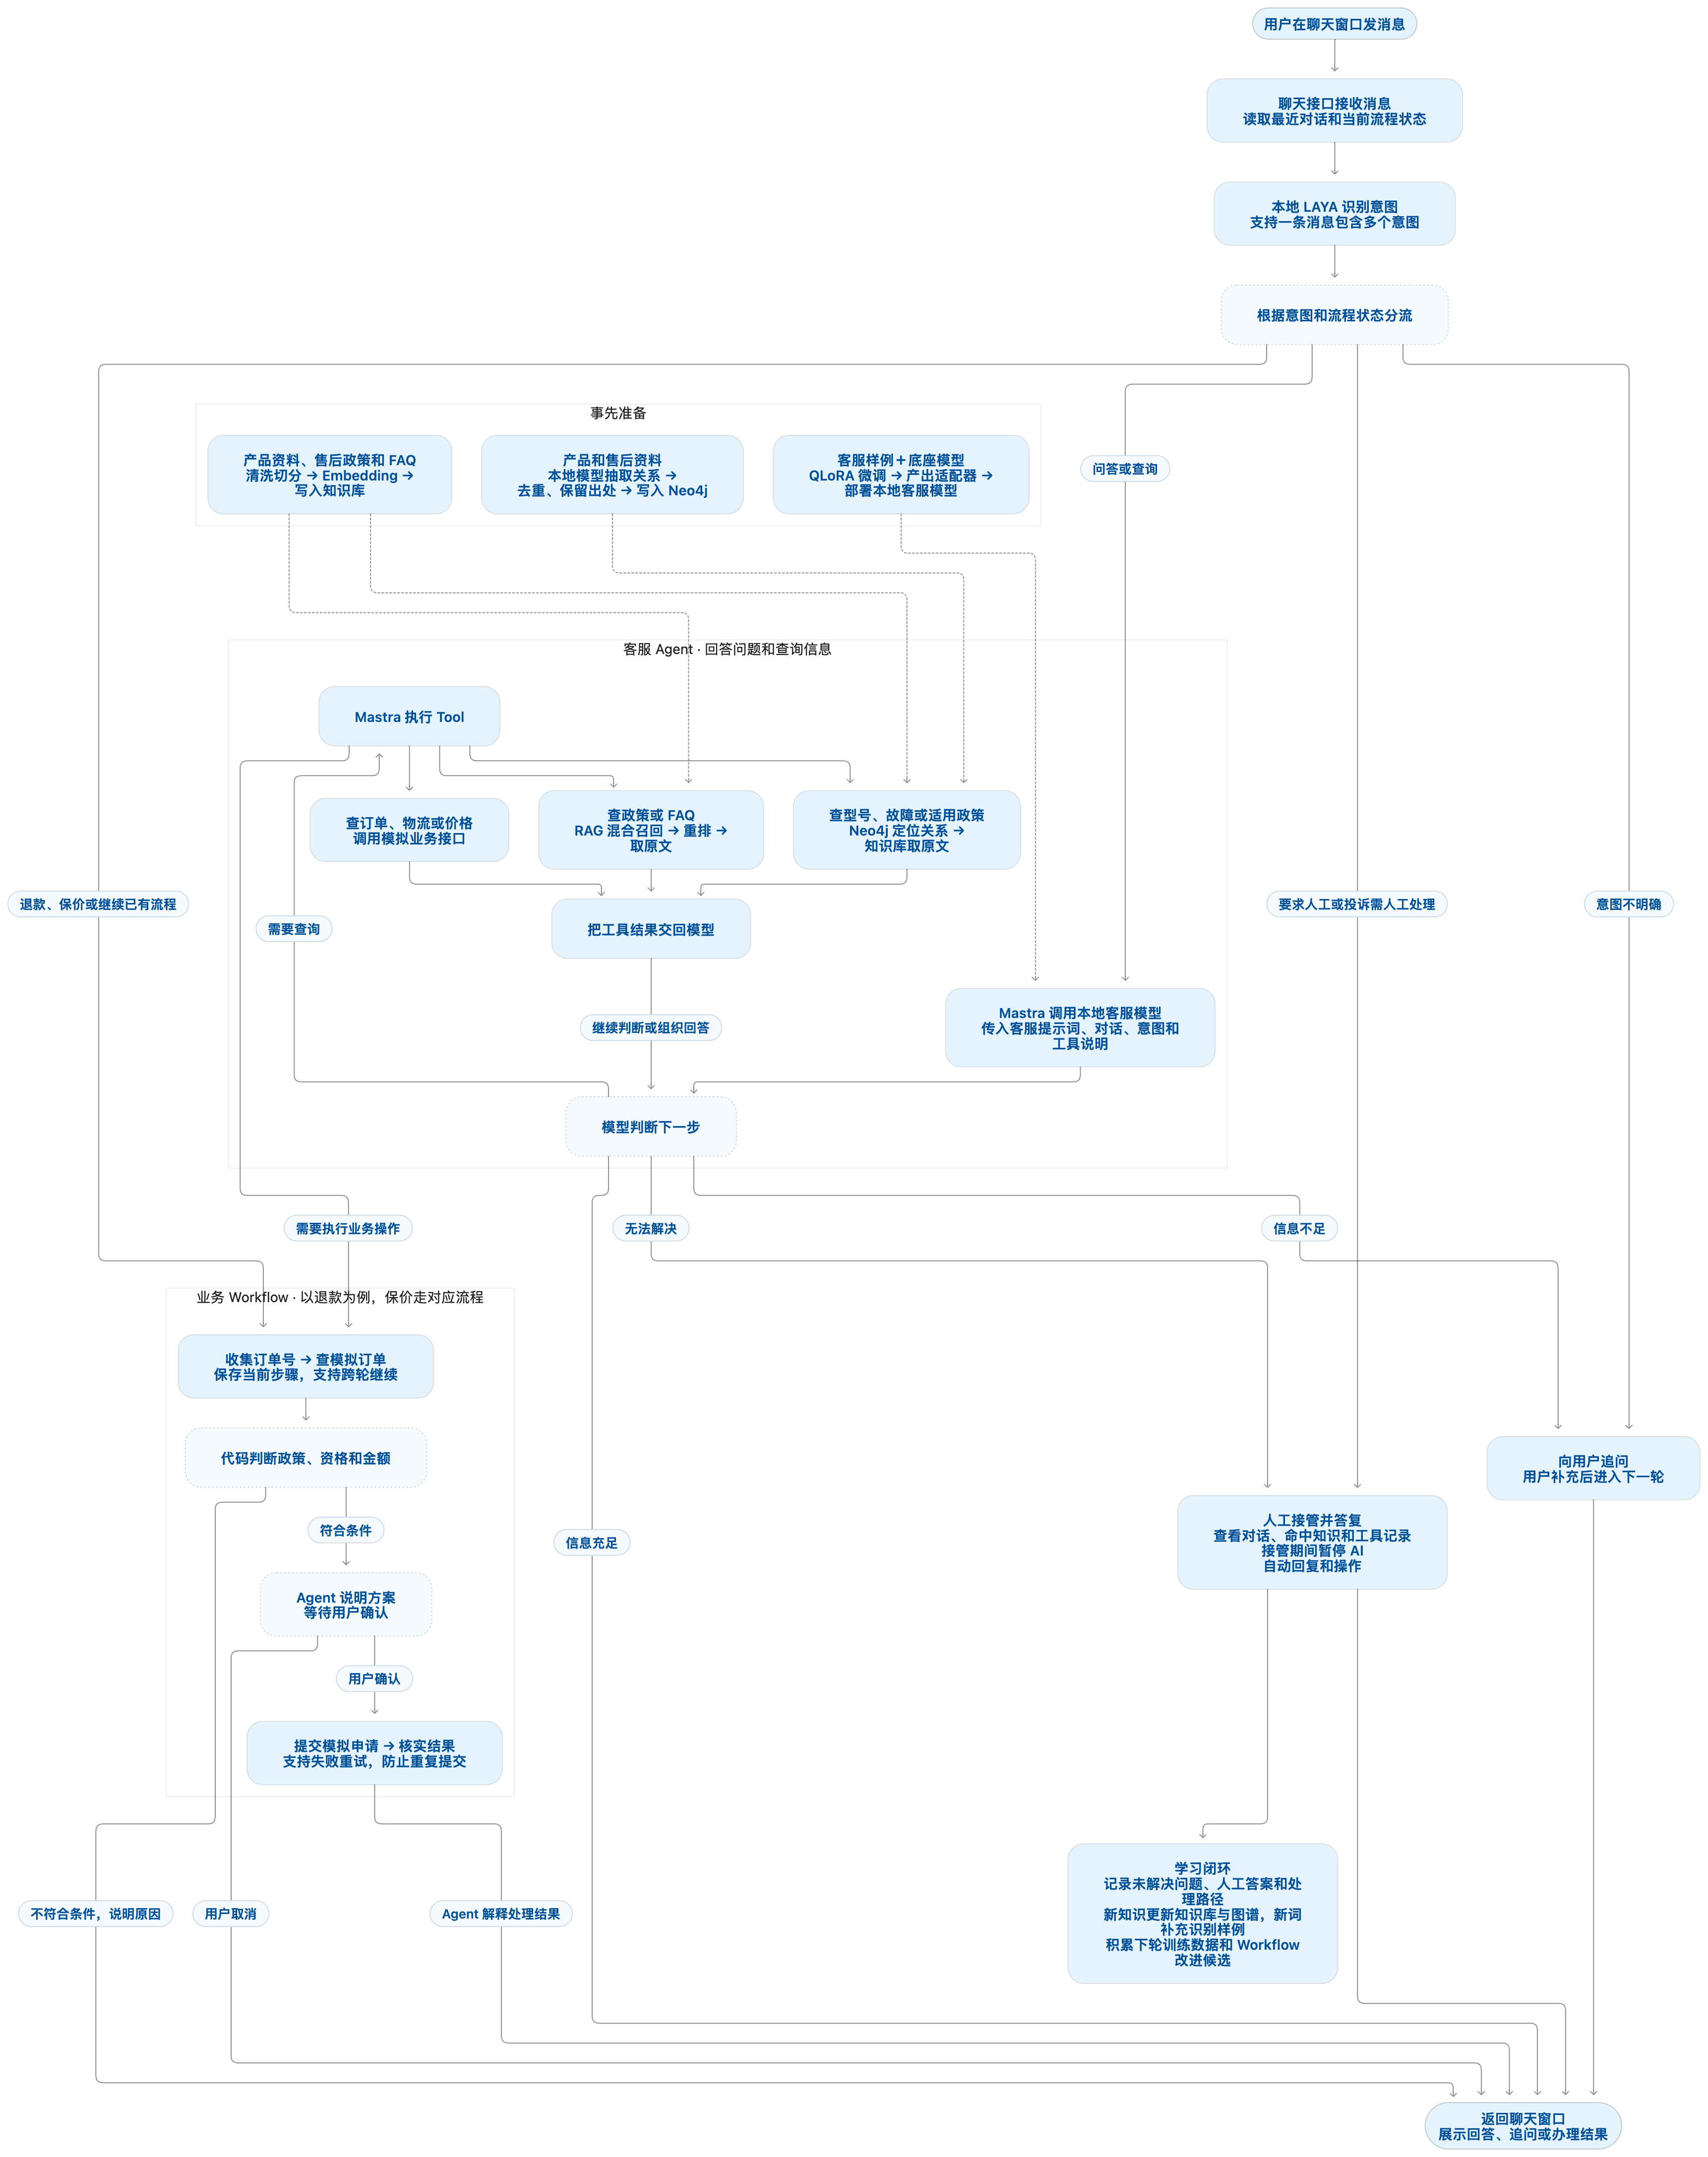 用户在聊天窗口发消息
聊天接口接收消息
读取最近对话和当前流程状态
本地 LAYA 识别意图
支持一条消息包含多个意图
根据意图和流程状态分流
事先准备
产品资料、售后政策和 FAQ
清洗切分 → Embedding →
写入知识库
产品和售后资料
本地模型抽取关系 →
去重、保留出处 → 写入 Neo4j
客服样例＋底座模型
QLoRA 微调 → 产出适配器 →
部署本地客服模型
问答或查询
客服 Agent · 回答问题和查询信息
Mastra 执行 Tool
查订单、物流或价格
调用模拟业务接口
查政策或 FAQ
RAG 混合召回 → 重排 →
取原文
查型号、故障或适用政策
Neo4j 定位关系 →
知识库取原文
退款、保价或继续已有流程
需要查询
把工具结果交回模型
要求人工或投诉需人工处理
意图不明确
继续判断或组织回答
Mastra 调用本地客服模型
传入客服提示词、对话、意图和
工具说明
模型判断下一步
需要执行业务操作
无法解决
信息不足
业务 Workflow · 以退款为例，保价走对应流程
收集订单号 → 查模拟订单
保存当前步骤，支持跨轮继续
代码判断政策、资格和金额
符合条件
信息充足
向用户追问
用户补充后进入下一轮
人工接管并答复
查看对话、命中知识和工具记录
接管期间暂停 AI
自动回复和操作
Agent 说明方案
等待用户确认
用户确认
提交模拟申请 → 核实结果
支持失败重试，防止重复提交
不符合条件，说明原因
用户取消
Agent 解释处理结果
学习闭环
记录未解决问题、人工答案和处
理路径
新知识更新知识库与图谱，新词
补充识别样例
积累下轮训练数据和 Workflow
改进候选
返回聊天窗口
展示回答、追问或办理结果